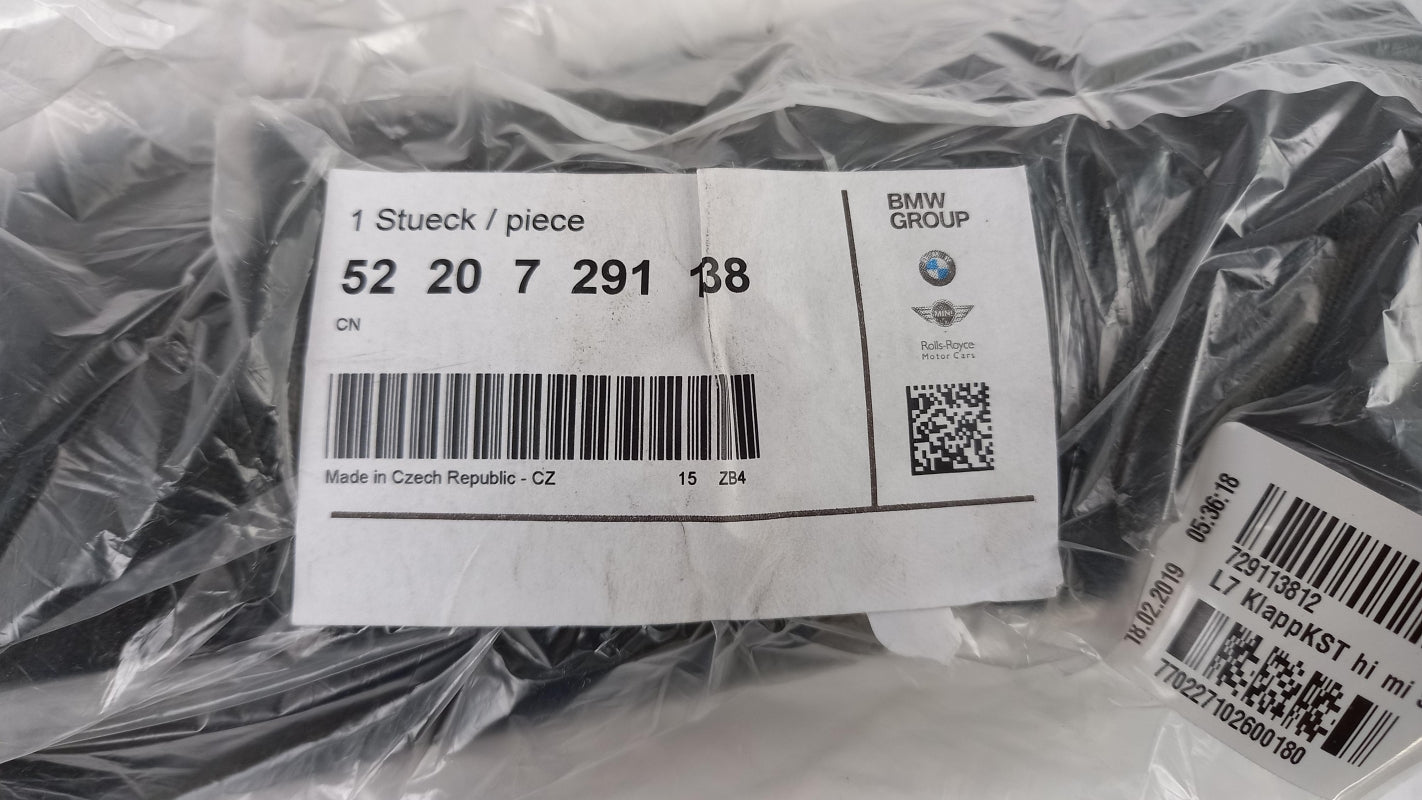 1 Stueck / piece
52 20 7 291 138
CN
Made in Czech Republic - CZ 15 ZB4
BMW
GROUP
MINI
Rolls-Royce
Motor Cars
18.02.2019 05:36:18
729113812
L7 KlappKST hi mi
770227102600180